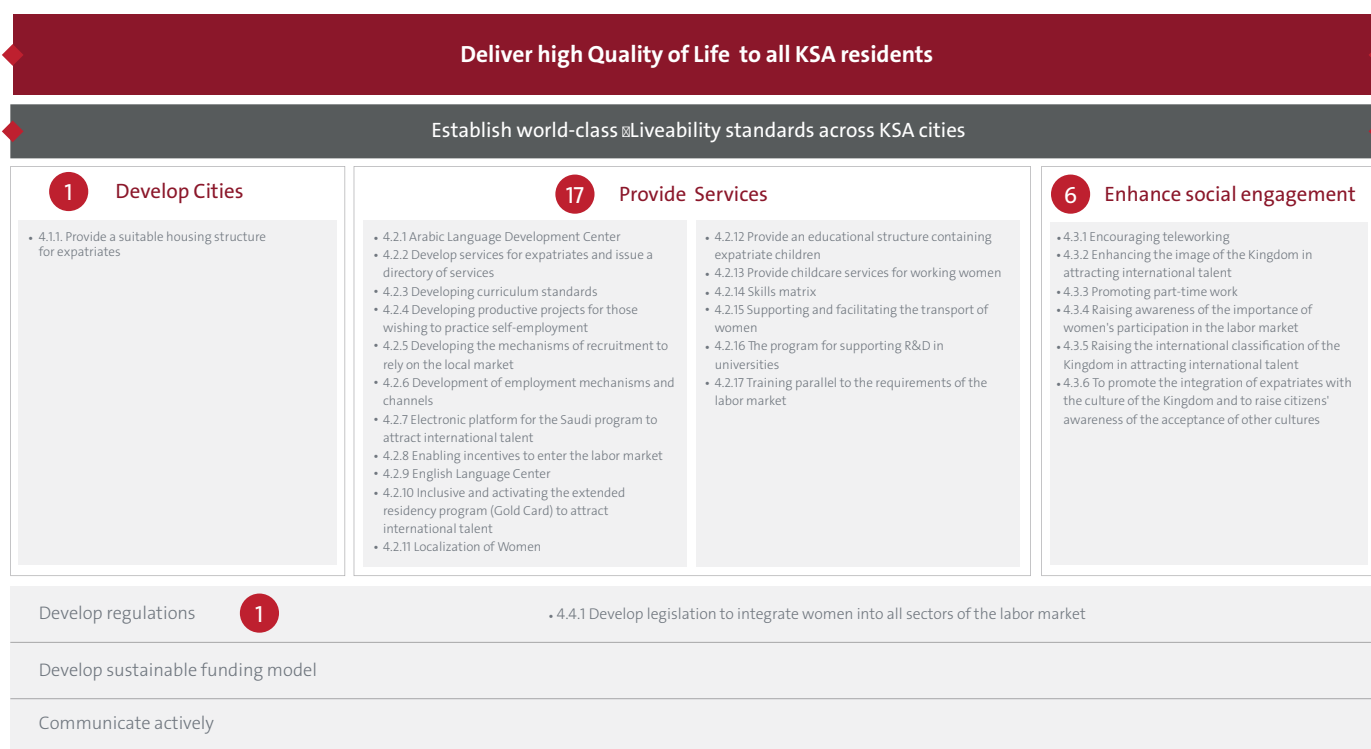 Deliver high Quality of Life to all KSA residents
Establish world-class Liveability standards across KSA cities
1 Develop Cities
• 4.1.1. Provide a suitable housing structure
for expatriates
17 Provide Services
• 4.2.1 Arabic Language Development Center
• 4.2.2 Develop services for expatriates and issue a
directory of services
• 4.2.3 Developing curriculum standards
• 4.2.4 Developing productive projects for those
wishing to practice self-employment
• 4.2.5 Developing the mechanisms of recruitment to
rely on the local market
• 4.2.6 Development of employment mechanisms and
channels
• 4.2.7 Electronic platform for the Saudi program to
attract international talent
• 4.2.8 Enabling incentives to enter the labor market
• 4.2.9 English Language Center
• 4.2.10 Inclusive and activating the extended
residency program (Gold Card) to attract
international talent
• 4.2.11 Localization of Women
• 4.2.12 Provide an educational structure containing
expatriate children
• 4.2.13 Provide childcare services for working women
• 4.2.14 Skills matrix
• 4.2.15 Supporting and facilitating the transport of
women
• 4.2.16 The program for supporting R&D in
universities
• 4.2.17 Training parallel to the requirements of the
labor market
6 Enhance social engagement
• 4.3.1 Encouraging teleworking
• 4.3.2 Enhancing the image of the Kingdom in
attracting international talent
• 4.3.3 Promoting part-time work
• 4.3.4 Raising awareness of the importance of
women's participation in the labor market
• 4.3.5 Raising the international classification of the
Kingdom in attracting international talent
• 4.3.6 To promote the integration of expatriates with
the culture of the Kingdom and to raise citizens'
awareness of the acceptance of other cultures
Develop regulations 1 • 4.4.1 Develop legislation to integrate women into all sectors of the labor market
Develop sustainable funding model
Communicate actively